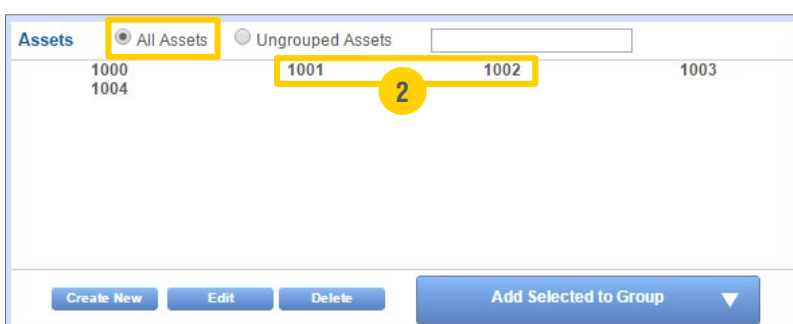 Assets All Assets Ungrouped Assets
1000 1001 1002 1003
1004
2
Create New Edit Delete Add Selected to Group